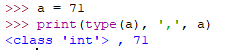 >>> a = 71
>>> print(type(a), ',', a)
<class 'int'> , 71